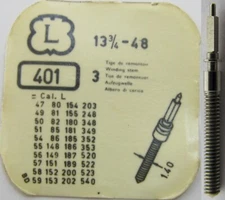 L
13¾-48
401
3
Tige de remontoir
Winding stem
Tija de remontoir
Aufzugwelle
Albero di carica
= Cal. L
47 80 154 203
49 81 156 248
50 82 180 348
51 85 181 349
54 86 185 352
55 148 186 353
56 149 187 520
57 151 189 522
58 152 200 523
59 153 202 540
1.40